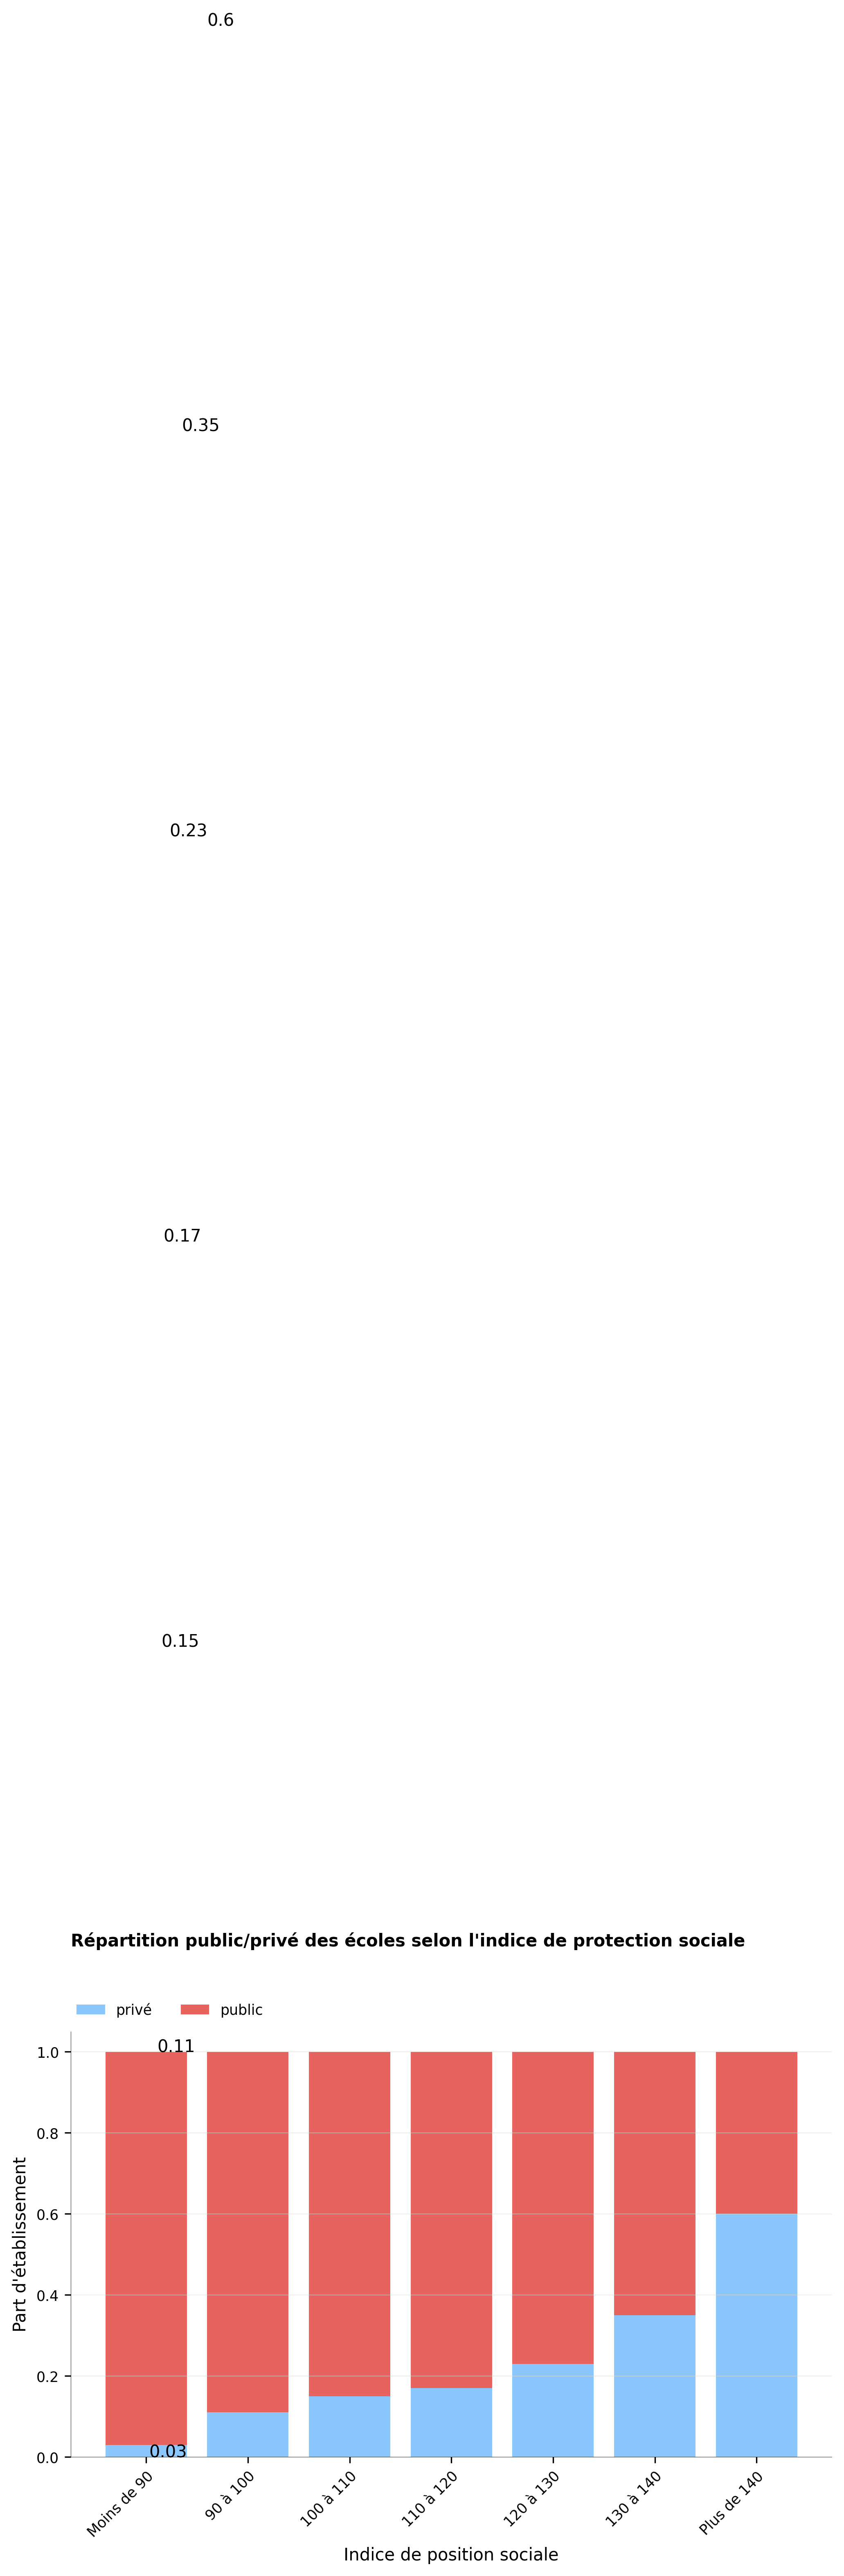 0.6
0.35
0.23
0.17
0.15
Répartition public/privé des écoles selon l'indice de protection sociale
privé public
0.11
1.0
0.8
0.6
0.4
0.2
0.0
0.03
Part d'établissement
Moins de 90
90 à 100
100 à 110
110 à 120
120 à 130
130 à 140
Plus de 140
Indice de position sociale